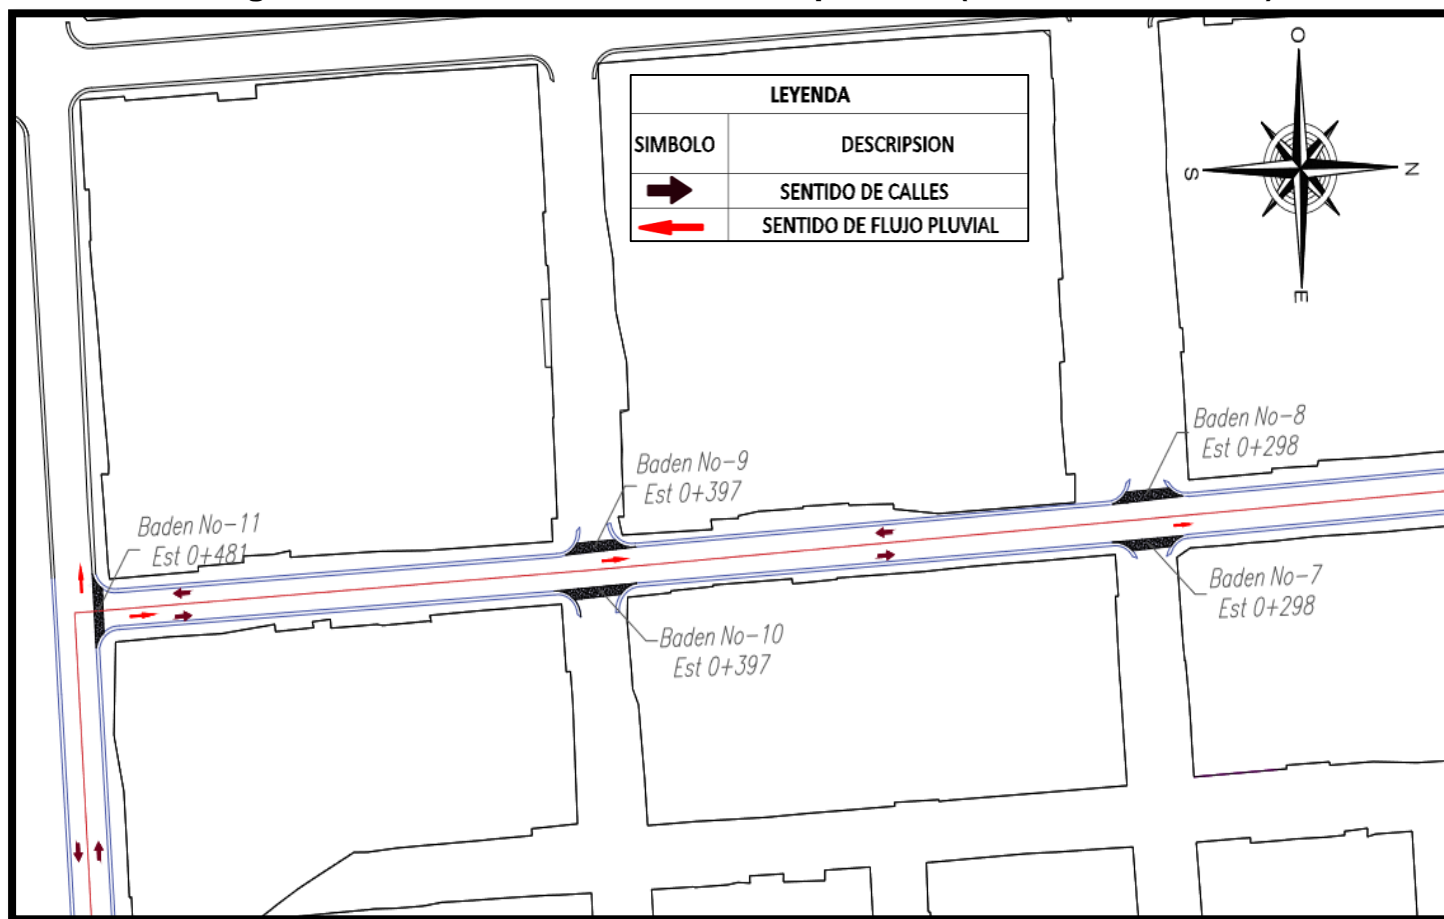 LEYENDA
SIMBOLO DESCRIPSION
SENTIDO DE CALLES
SENTIDO DE FLUJO PLUVIAL
O
S
N
E
Baden No-8
Est 0+298
Baden No-9
Est 0+397
Baden No-11
Est 0+481
Baden No-7
Est 0+298
Baden No-10
Est 0+397